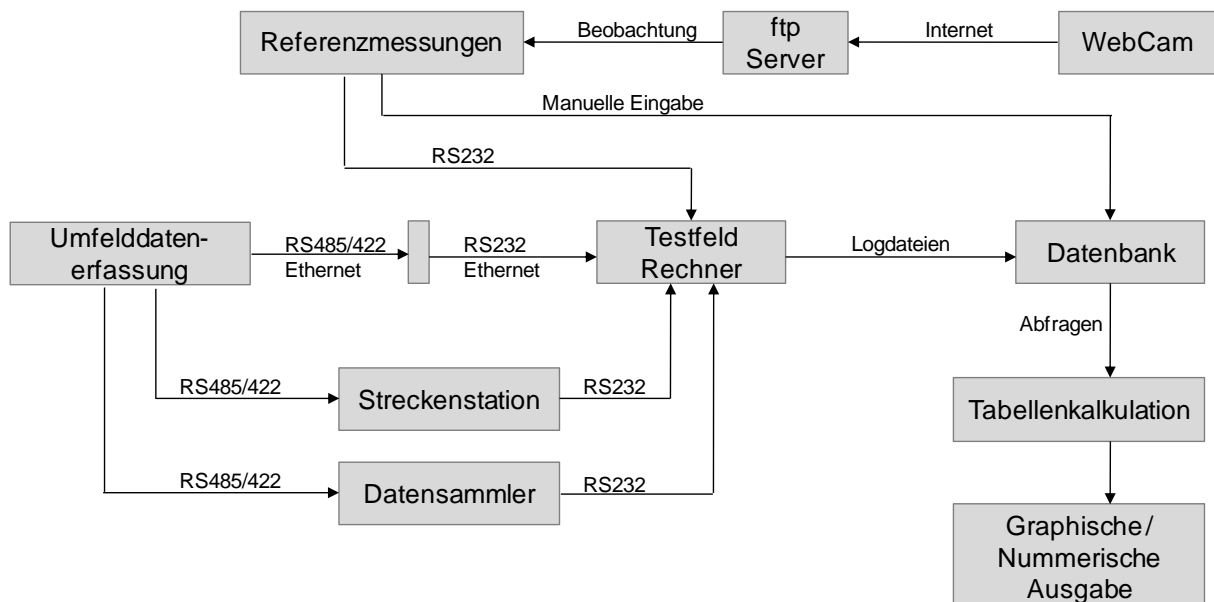 Referenzmessungen
Beobachtung
ftp
Server
Internet
WebCam
Manuelle Eingabe
RS232
Umfelddaten-
erfassung
RS485/422
Ethernet
RS232
Ethernet
Testfeld
Rechner
Logdateien
Datenbank
Abfragen
RS485/422
Streckenstation
RS232
Tabellenkalkulation
RS485/422
Datensammler
RS232
Graphische/
Nummerische
Ausgabe